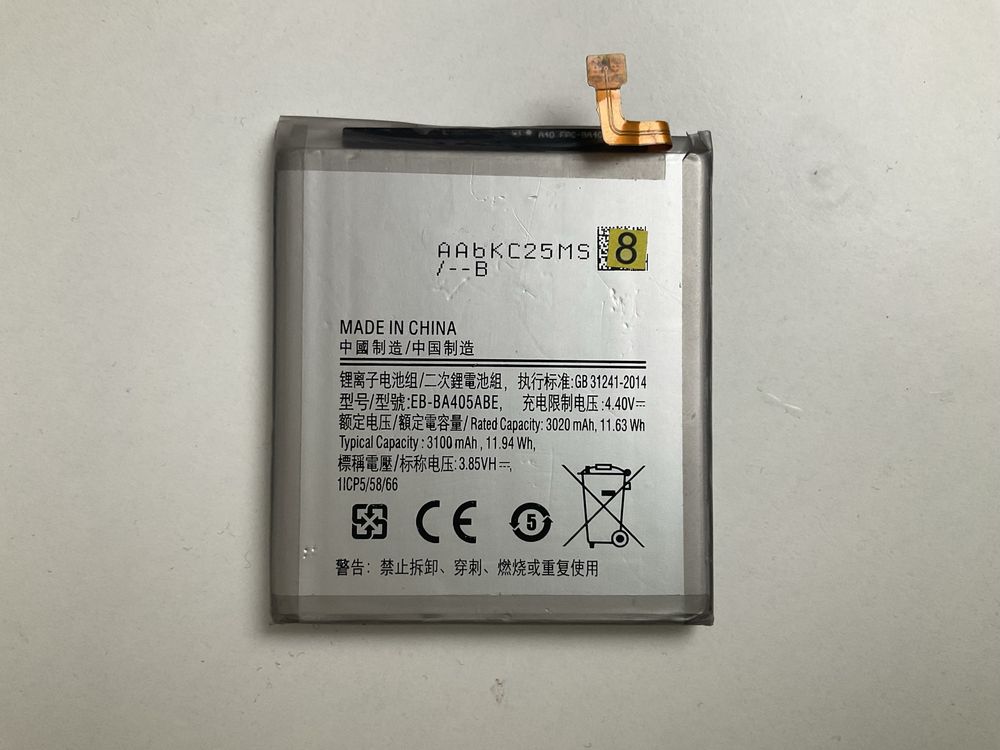 A10 FPC-BA10
AAbKC25MS
/--B
8
MADE IN CHINA
中國制造/中国制造
锂离子电池组/二次鋰電池組, 执行标准:GB 31241-2014
型号/型號:EB-BA405ABE, 充电限制电压:4.40V⎓
额定电压/額定電容量/ Rated Capacity: 3020 mAh, 11.63 Wh
Typical Capacity : 3100 mAh , 11.94 Wh,
標稱電壓/标称电压:3.85VH⎓,
1ICP5/58/66
CE
5
警告: 禁止拆卸、穿刺、燃烧或重复使用